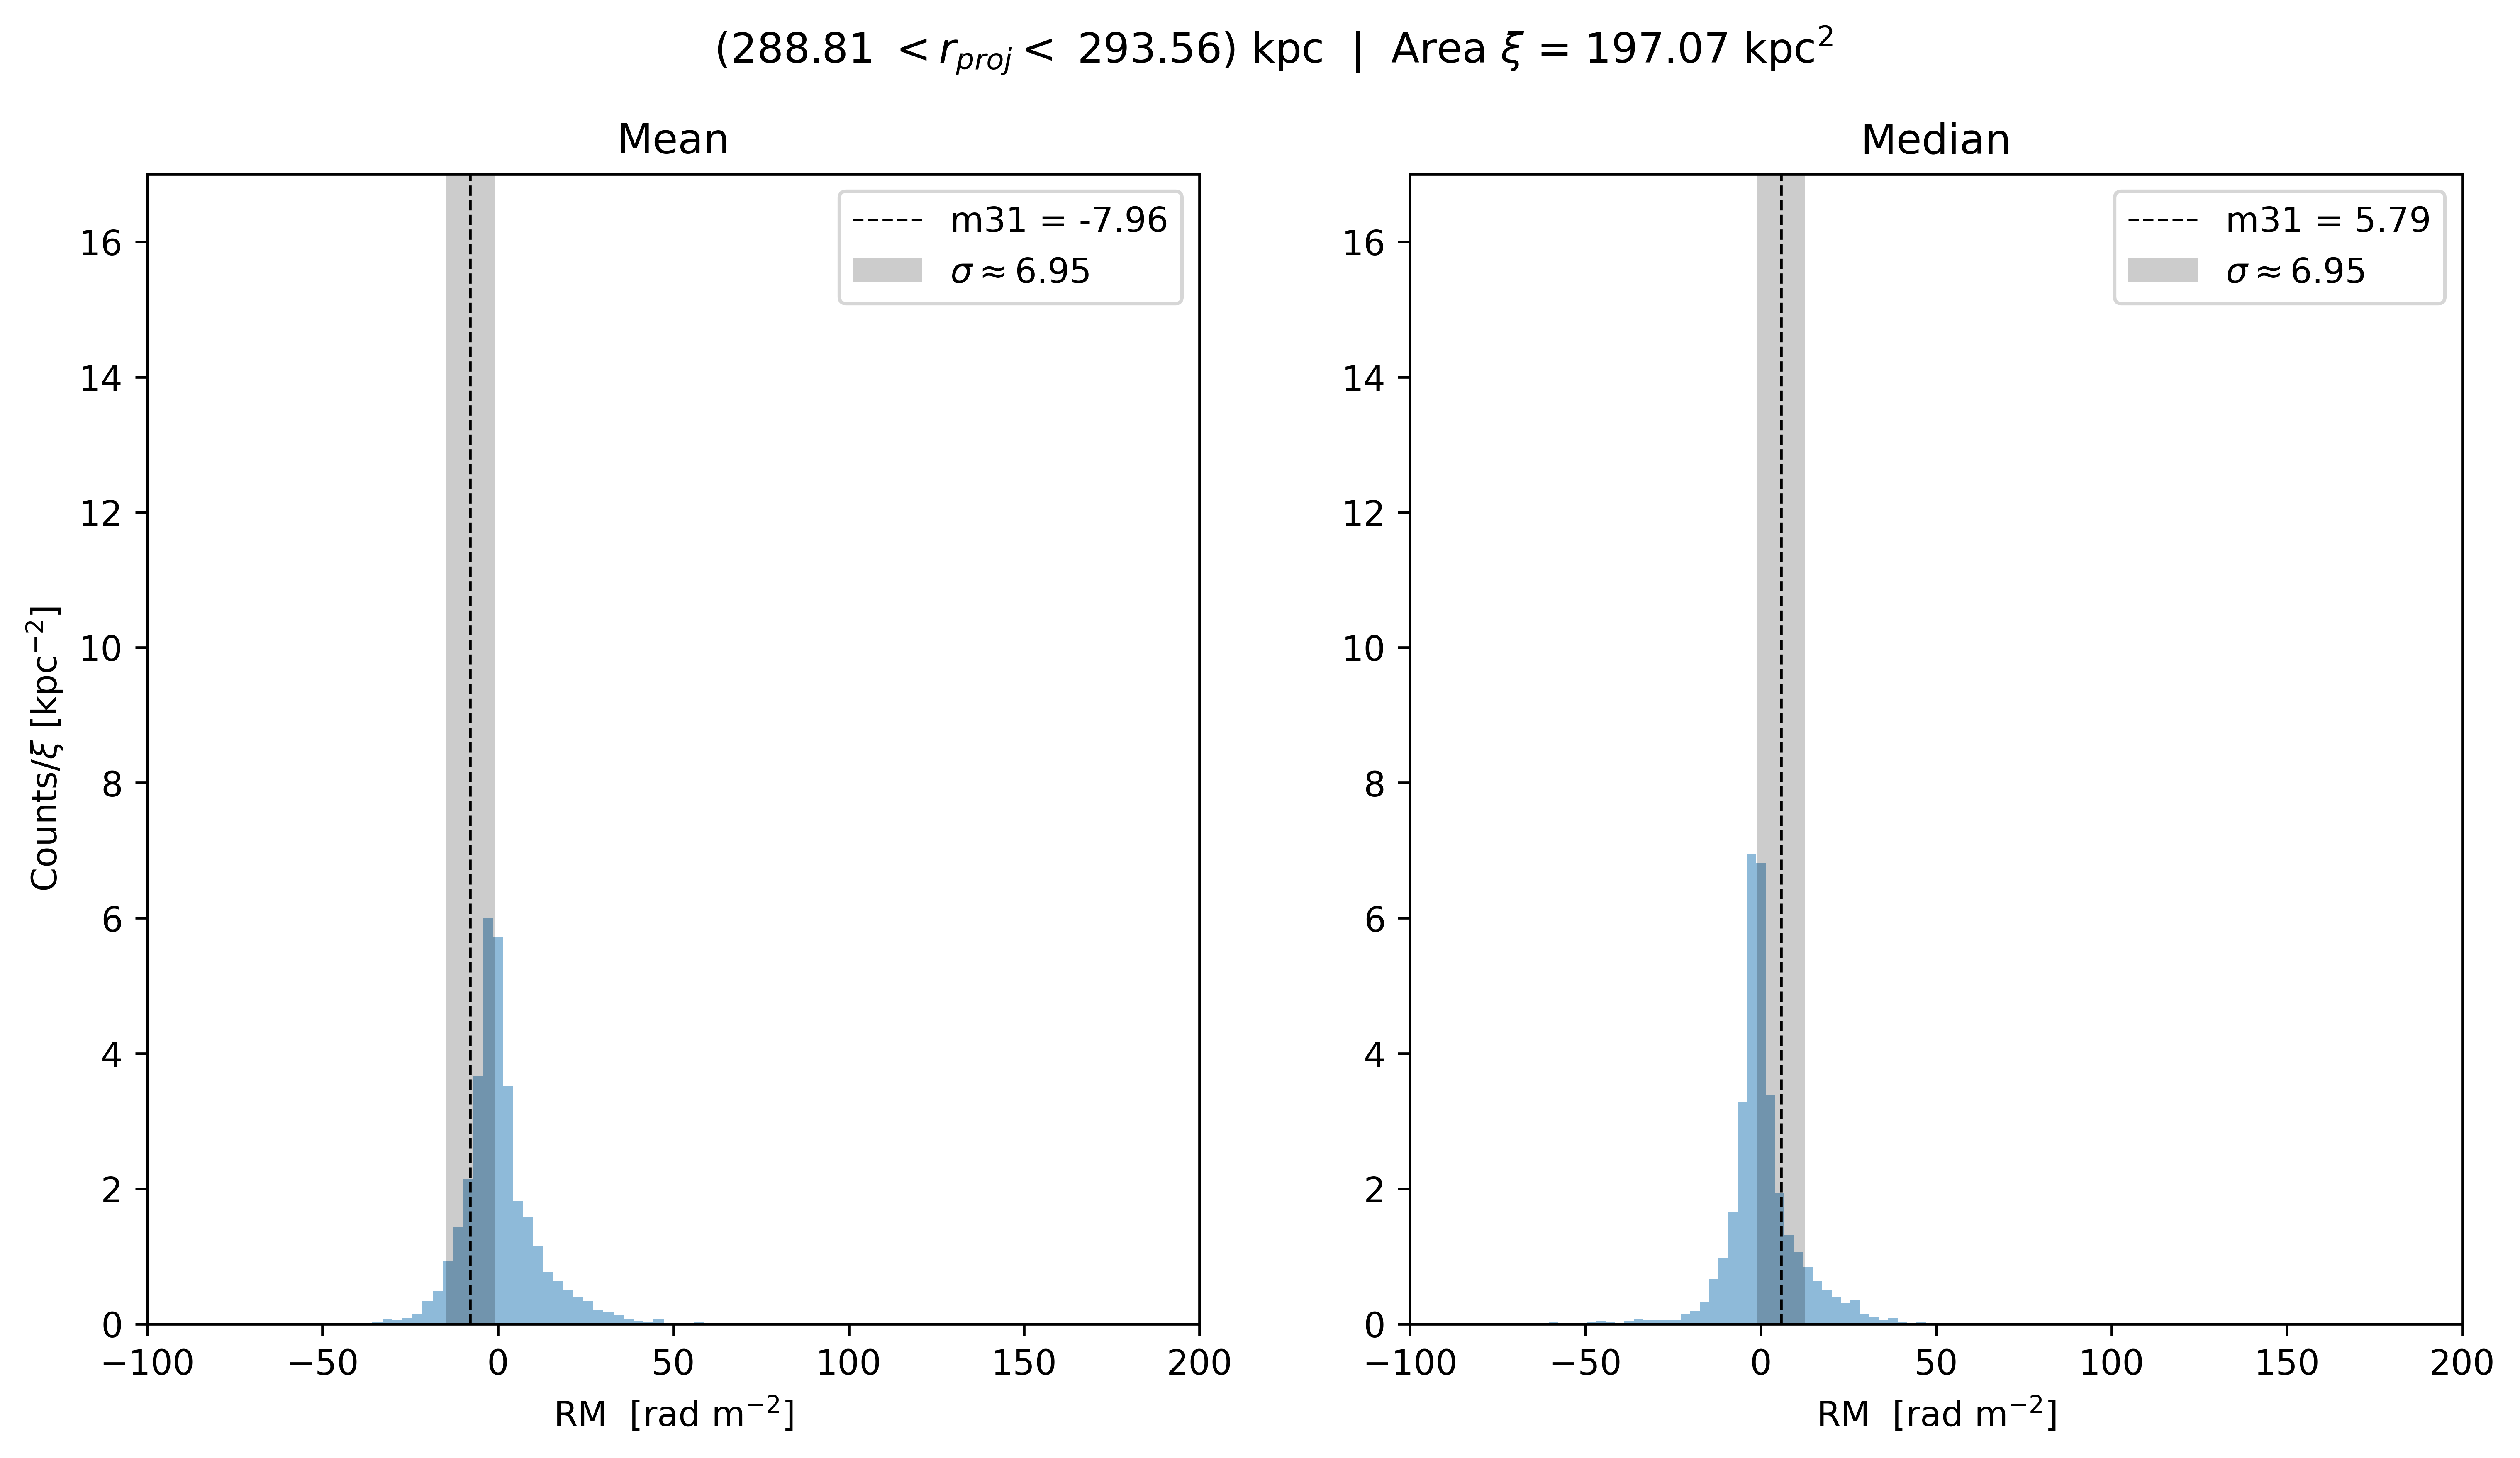 (288.81 < r_proj < 293.56) kpc | Area ξ = 197.07 kpc²
Mean
m31 = -7.96
σ ≈ 6.95
16
14
12
10
8
6
4
2
0
Counts/ξ [kpc⁻²]
−100 −50 0 50 100 150 200
RM [rad m⁻²]
Median
m31 = 5.79
σ ≈ 6.95
16
14
12
10
8
6
4
2
0
−100 −50 0 50 100 150 200
RM [rad m⁻²]